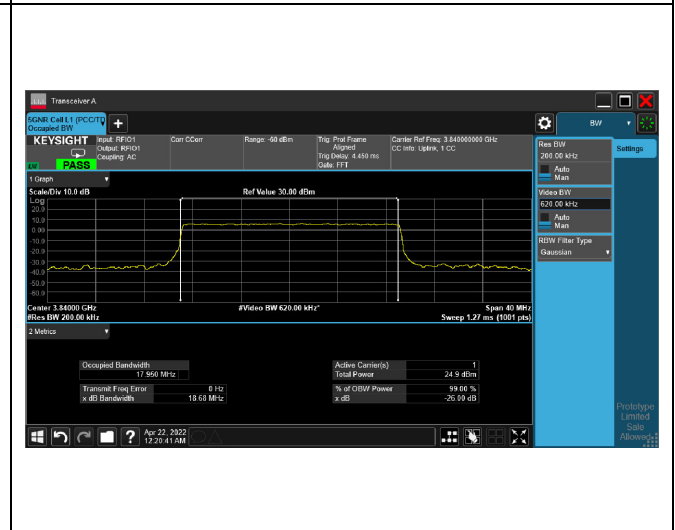 Transceiver A
5GNR Cell L1 (PCC/T
Occupied BW
+
BW
KEYSIGHT
Input: RFIO1
Output: RFIO1
Coupling: AC
Corr CCorr
Range: -60 dBm
Trig: Prot Frame
Aligned
Trig Delay: 4.450 ms
Gate: FFT
Carrier Ref Freq: 3.840000000 GHz
CC Info: Uplink, 1 CC
PASS
Res BW
200.00 kHz
Auto
Man
Settings
Video BW
620.00 kHz
Auto
Man
RBW Filter Type
Gaussian
1 Graph
Scale/Div 10.0 dB
Ref Value 30.00 dBm
Log
20.0
10.0
0.00
-10.0
-20.0
-30.0
-40.0
-50.0
-60.0
Center 3.84000 GHz
#Video BW 620.00 kHz*
Span 40 MHz
#Res BW 200.00 kHz
Sweep 1.27 ms (1001 pts)
2 Metrics
Occupied Bandwidth
17.950 MHz
Active Carrier(s) 1
Total Power 24.9 dBm
Transmit Freq Error 0 Hz
% of OBW Power 99.00 %
x dB Bandwidth 18.68 MHz
x dB -26.00 dB
Prototype
Limited
Sale
Allowed
?
Apr 22, 2022
12:20:41 AM